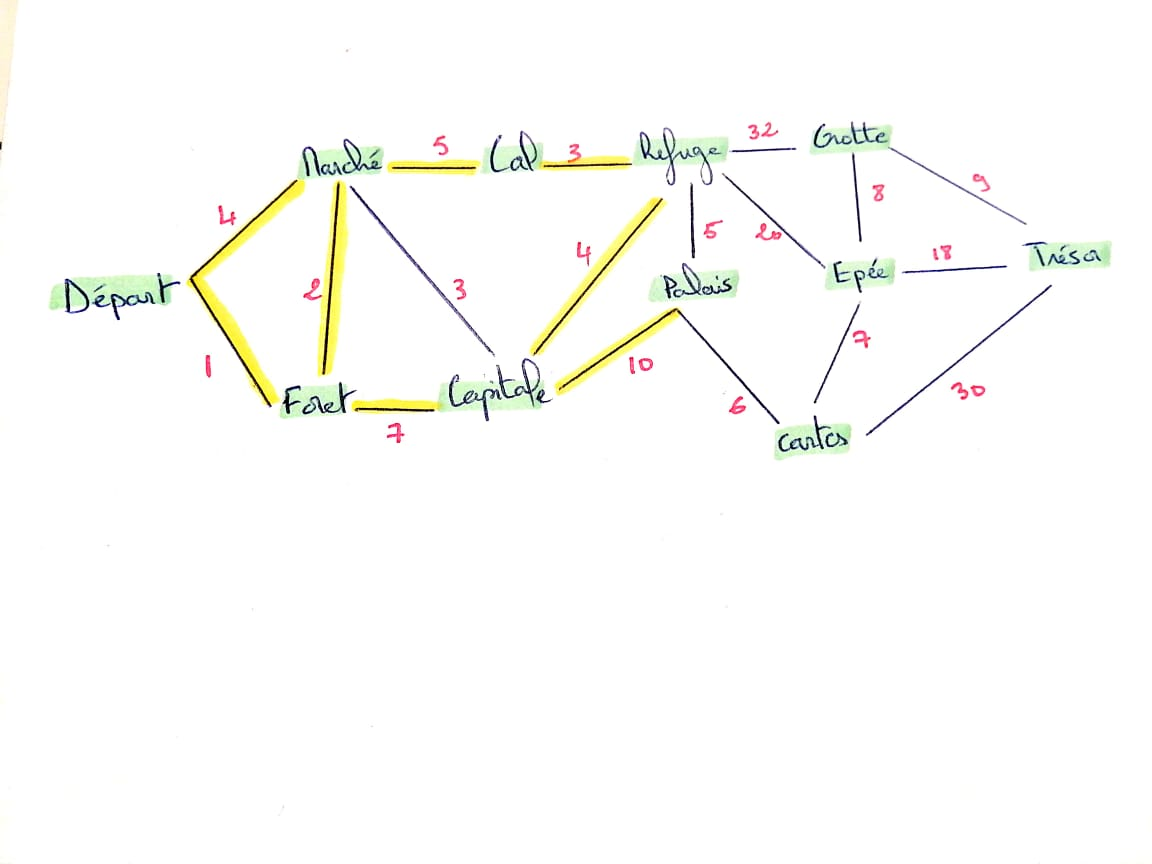 Marché 5 Col 3 Refuge 32 Grotte
4 2 3 4 5 20 8 9
Départ Palais Epée 18 Trésor
1 10 7
Foret 7 Capitale 6 30
Cartes